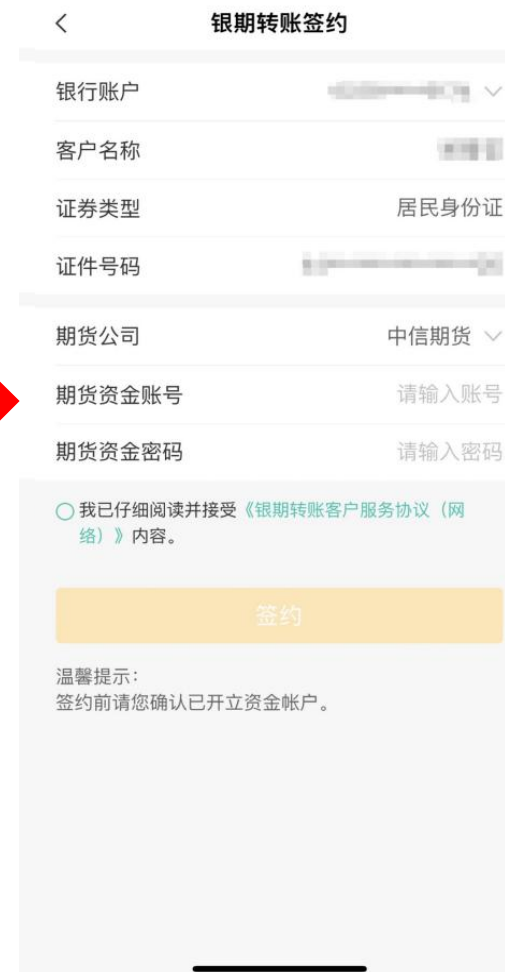 银期转账签约
银行账户
客户名称
证券类型 居民身份证
证件号码
期货公司 中信期货
期货资金账号 请输入账号
期货资金密码 请输入密码
我已仔细阅读并接受《银期转账客户服务协议（网
络）》内容。
签约
温馨提示：
签约前请您确认已开立资金帐户。